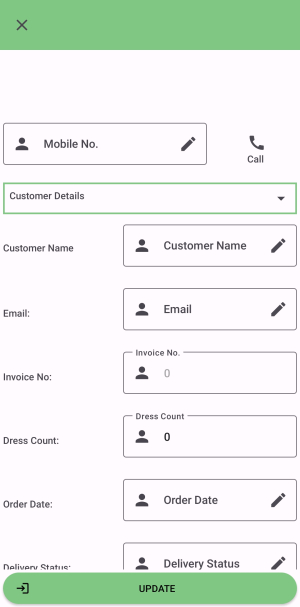 Mobile No.
Call
Customer Details
Customer Name
Customer Name
Email:
Email
Invoice No.
Invoice No:
0
Dress Count
Dress Count:
0
Order Date:
Order Date
Delivery Status:
Delivery Status
UPDATE